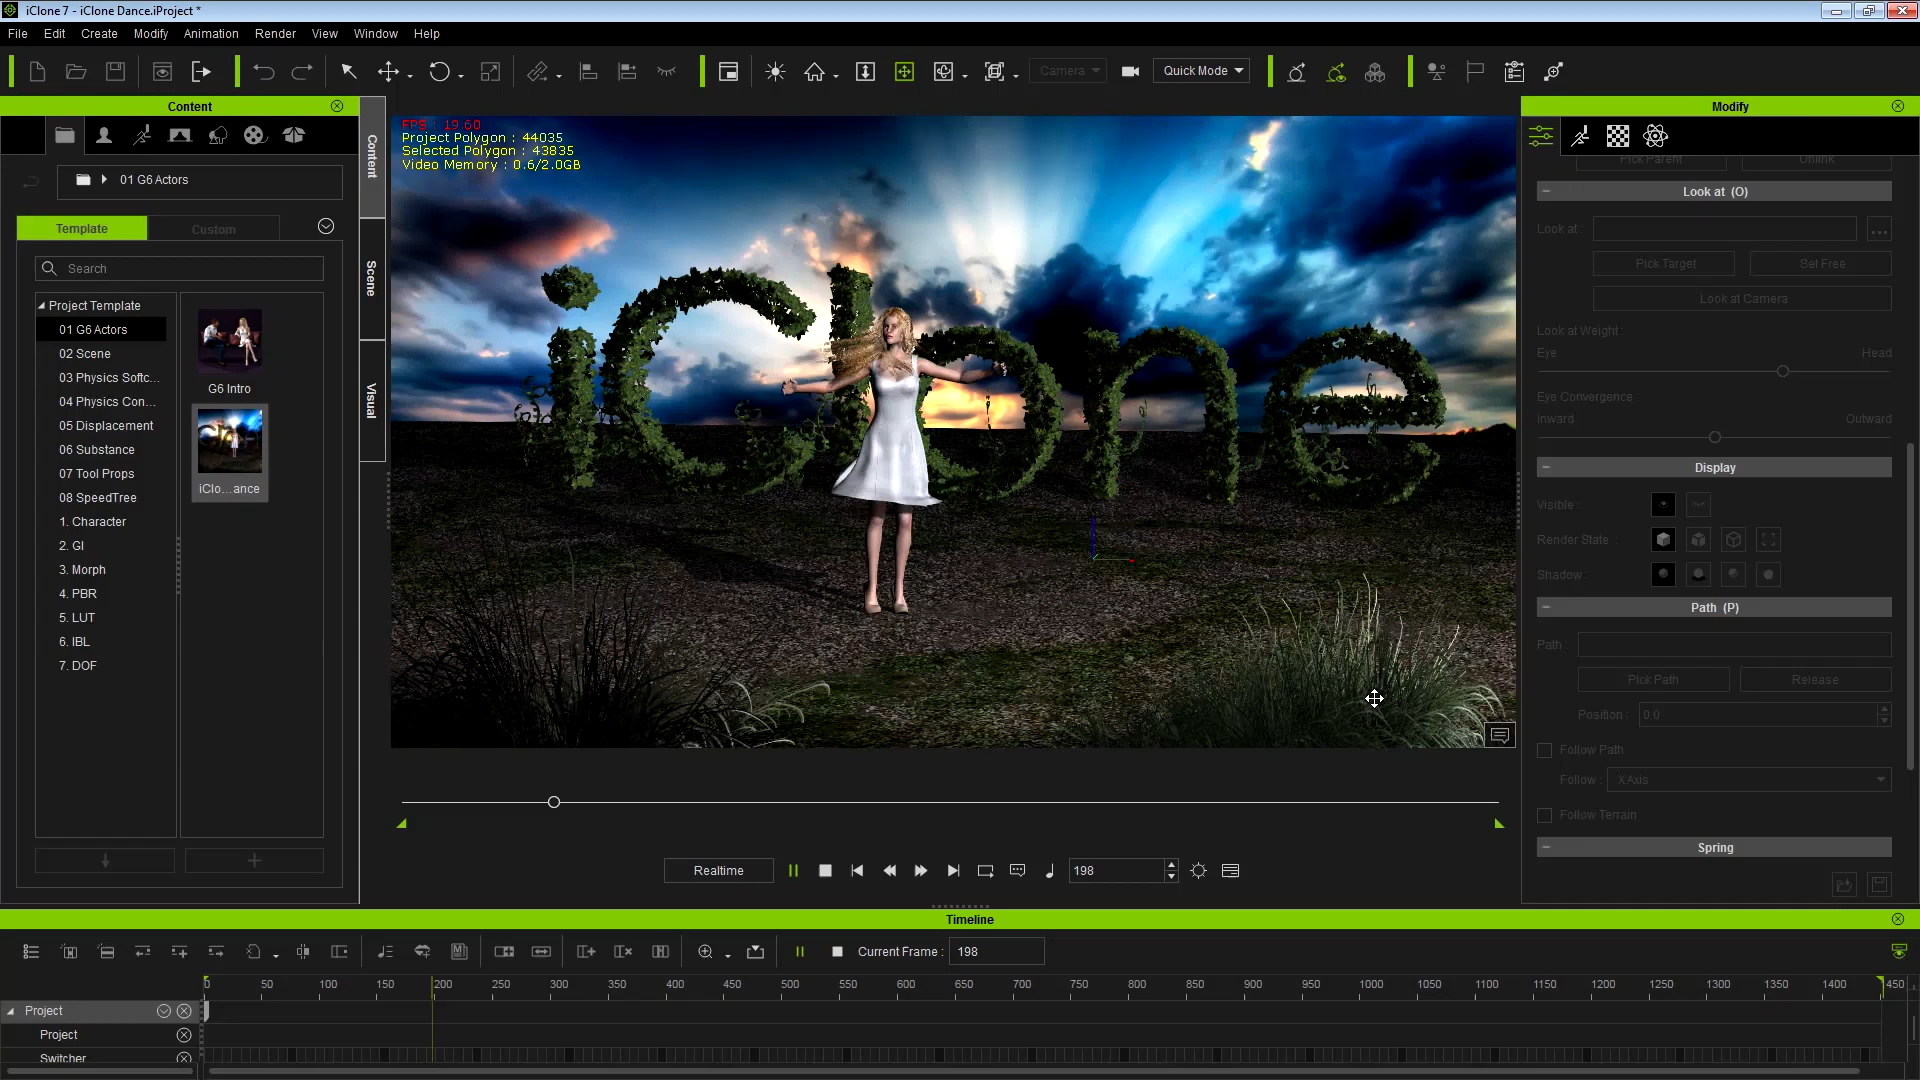 iClone 7 - iClone Dance.iProject *
File Edit Create Modify Animation Render View Window Help
Camera
Quick Mode
Content
Modify
FPS : 19.60
Project Polygon : 44035
Selected Polygon : 43835
Video Memory : 0.6/2.0GB
01 G6 Actors
Template
Custom
Search
Project Template
01 G6 Actors
02 Scene
03 Physics Softc...
04 Physics Con...
05 Displacement
06 Substance
07 Tool Props
08 SpeedTree
1. Character
2. GI
3. Morph
4. PBR
5. LUT
6. IBL
7. DOF
G6 Intro
iClo...ance
Content
Scene
Visual
iClone
Pick Parent
Unlink
Look at (O)
Look at :
...
Pick Target
Set Free
Look at Camera
Look at Weight :
Eye
Head
Eye Convergence :
Inward
Outward
Display
Visible :
Render State :
Shadow :
Path (P)
Path :
Pick Path
Release
Position : 0.0
Follow Path
Follow : X Axis
Follow Terrain
Spring
Realtime
198
Timeline
Current Frame : 198
0 50 100 150 200 250 300 350 400 450 500 550 600 650 700 750 800 850 900 950 1000 1050 1100 1150 1200 1250 1300 1350 1400 450
Project
Project
Switcher